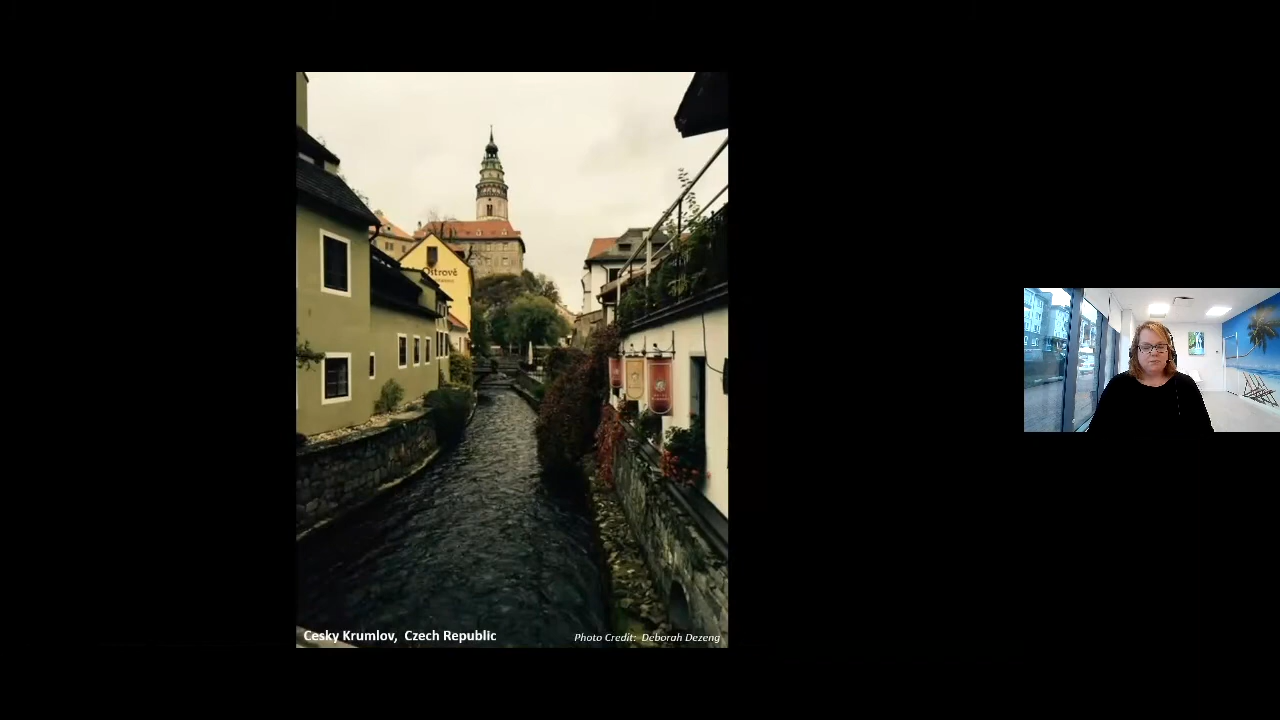 Ostrově
Cesky Krumlov,  Czech Republic
Photo Credit:  Deborah Dezeng